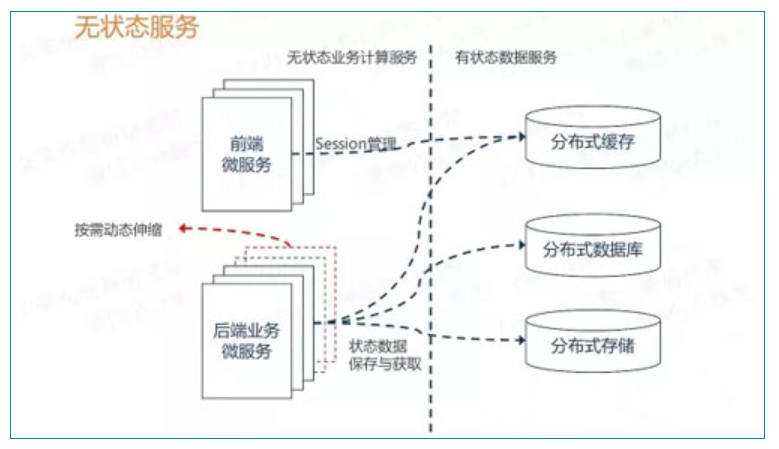 无状态服务
无状态业务计算服务
有状态数据服务
前端
微服务
Session管理
分布式缓存
按需动态伸缩
分布式数据库
后端业务
微服务
状态数据
保存与获取
分布式存储